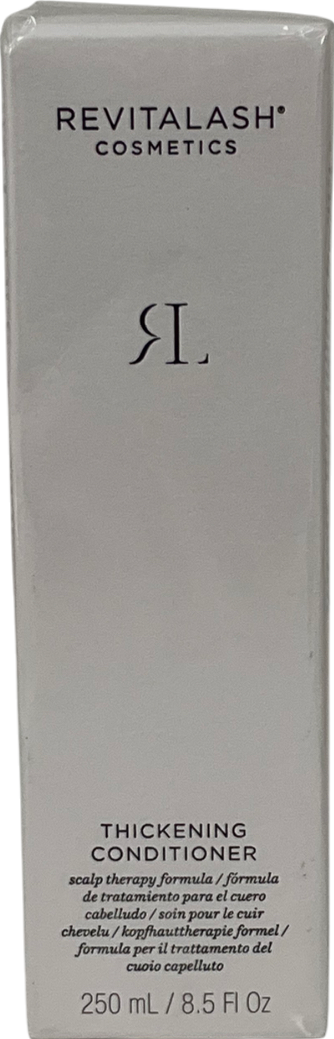 REVITALASH®
COSMETICS
RL
THICKENING
CONDITIONER
scalp therapy formula / fórmula
de tratamiento para el cuero
cabelludo / soin pour le cuir
chevelu / kopfhauttherapie formel /
formula per il trattamento del
cuoio capelluto
250 mL / 8.5 Fl Oz